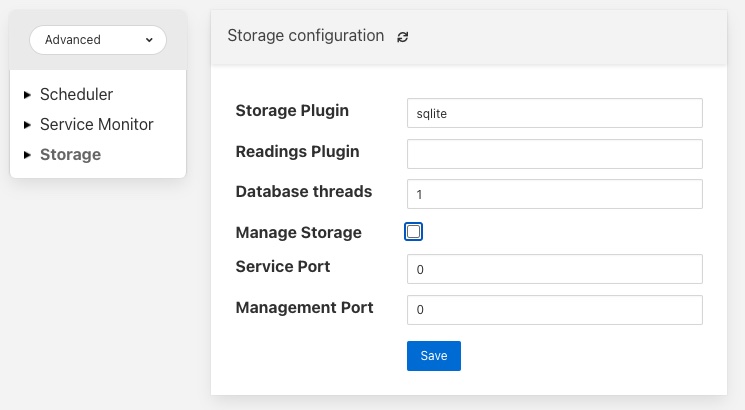 Advanced
Scheduler
Service Monitor
Storage
Storage configuration
Storage Plugin
sqlite
Readings Plugin
Database threads
1
Manage Storage
Service Port
0
Management Port
0
Save